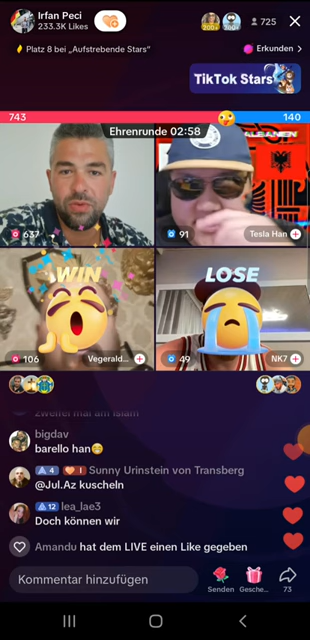 Irfan Peci
233.3K Likes
200+
300+
725
Platz 8 bei „Aufstrebende Stars“
Erkunden >
TikTok Stars
743
140
Ehrenrunde 02:58
637
91
Tesla Han
WIN
LOSE
106
Vegerald...
49
NK7
zweifel mal am Islam
bigdav
barello han😊
4
1
Sunny Urinstein von Transberg
@Jul.Az kuscheln
12
lea_lae3
Doch können wir
Amandu hat dem LIVE einen Like gegeben
Kommentar hinzufügen
Senden
Gesche...
73